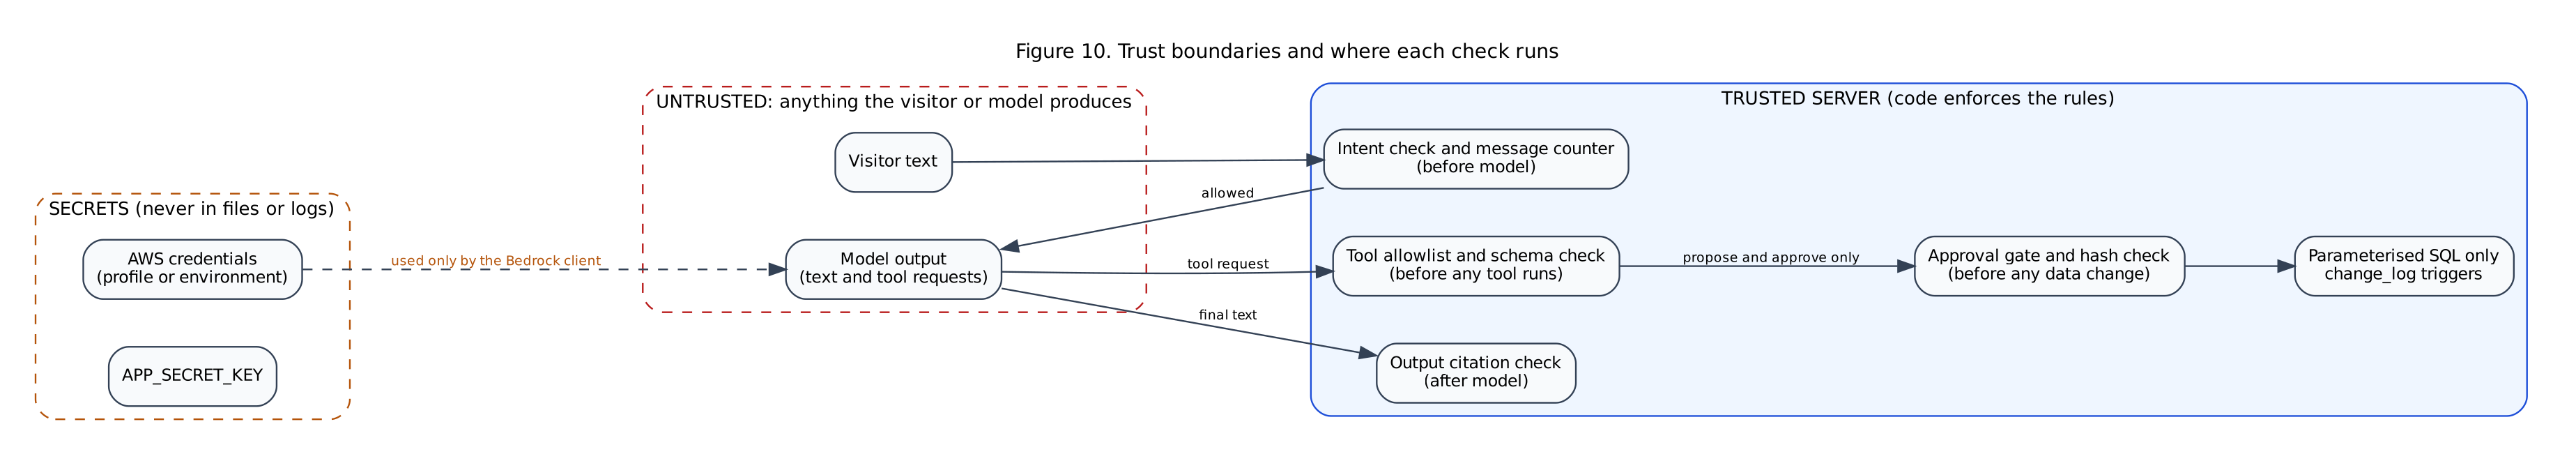 Figure 10. Trust boundaries and where each check runs
SECRETS (never in files or logs)
AWS credentials
(profile or environment)
APP_SECRET_KEY
used only by the Bedrock client
UNTRUSTED: anything the visitor or model produces
Visitor text
Model output
(text and tool requests)
allowed
tool request
final text
TRUSTED SERVER (code enforces the rules)
Intent check and message counter
(before model)
Tool allowlist and schema check
(before any tool runs)
propose and approve only
Approval gate and hash check
(before any data change)
Parameterised SQL only
change_log triggers
Output citation check
(after model)